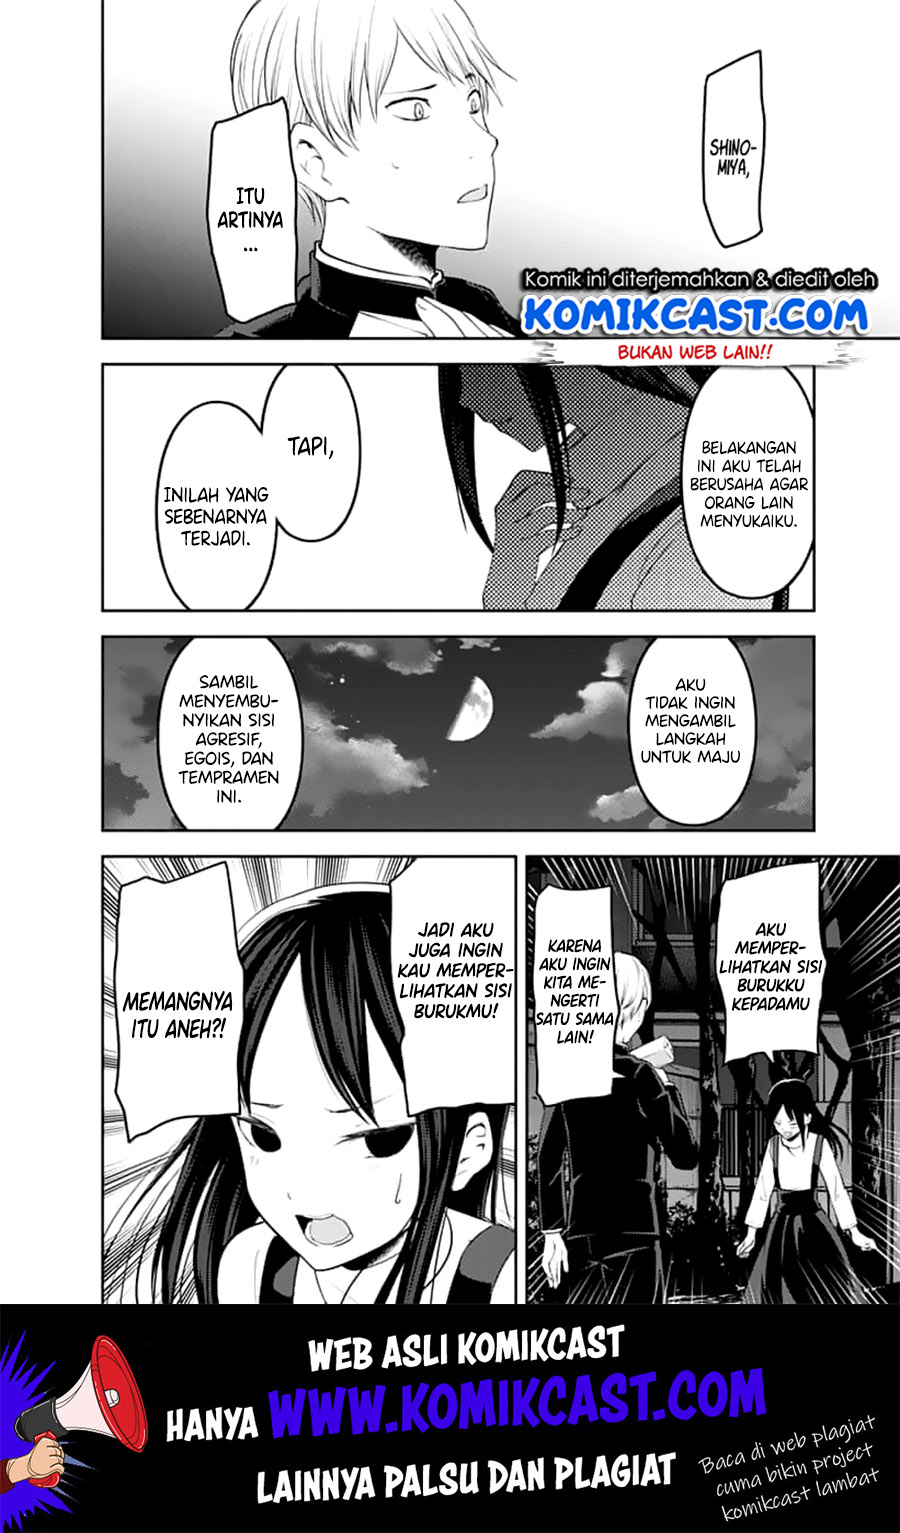 SHINO-
MIYA,
ITU
ARTINYA
...
Komik ini diterjemahkan & diedit oleh
KOMIKCAST.COM
BUKAN WEB LAIN!!
BELAKANGAN
INI AKU TELAH
BERUSAHA AGAR
ORANG LAIN
MENYUKAIKU.
TAPI,
INILAH YANG
SEBENARNYA
TERJADI.
AKU
TIDAK INGIN
MENGAMBIL
LANGKAH
UNTUK MAJU
SAMBIL
MENYEMBU-
NYIKAN SISI
AGRESIF,
EGOIS, DAN
TEMPRAMEN
INI.
AKU
MEMPER-
LIHATKAN SISI
BURUKKU
KEPADAMU
KARENA
AKU INGIN
KITA ME-
NGERTI
SATU SAMA
LAIN!
JADI AKU
JUGA INGIN
KAU MEMPER-
LIHATKAN SISI
BURUKMU!
MEMANGNYA
ITU ANEH?!
WEB ASLI KOMIKCAST
HANYA WWW.KOMIKCAST.COM
LAINNYA PALSU DAN PLAGIAT
Baca di web plagiat
cuma bikin project
komikcast lambat